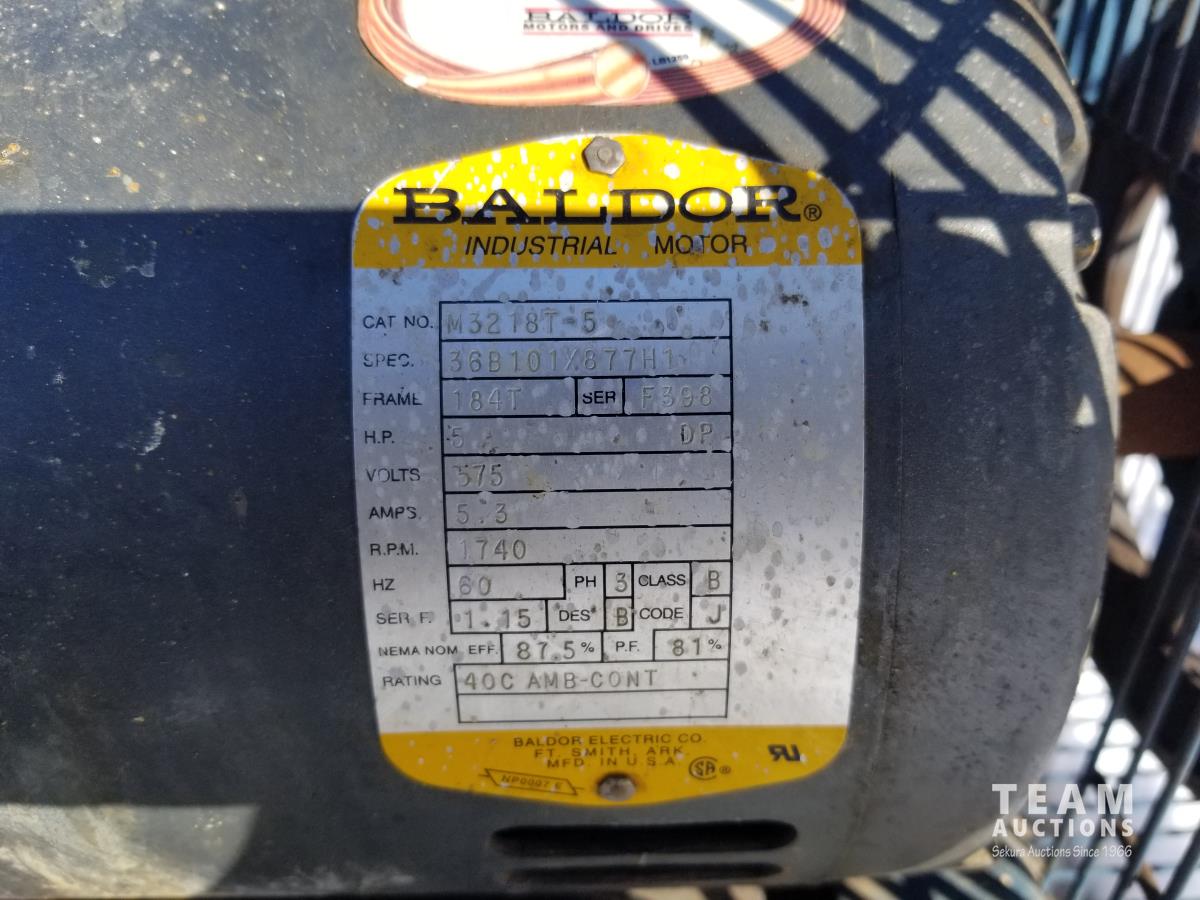 BALDOR
MOTORS AND DRIVES
BALDOR®
INDUSTRIAL MOTOR
CAT NO. M3218T-5
SPEC. 36B101X877H1
FRAME 184T SER F398
H.P. 5 DP
VOLTS 575
AMPS. 5.3
R.P.M. 1740
HZ 60 PH 3 CLASS B
SER F. 1.15 DES B CODE J
NEMA NOM EFF. 87.5% P.F. 81%
RATING 40C AMB-CONT
BALDOR ELECTRIC CO.
FT. SMITH, ARK.
MFD. IN U.S.A.
SA®
TEAM
AUCTIONS
Sekura Auctions Since 1966